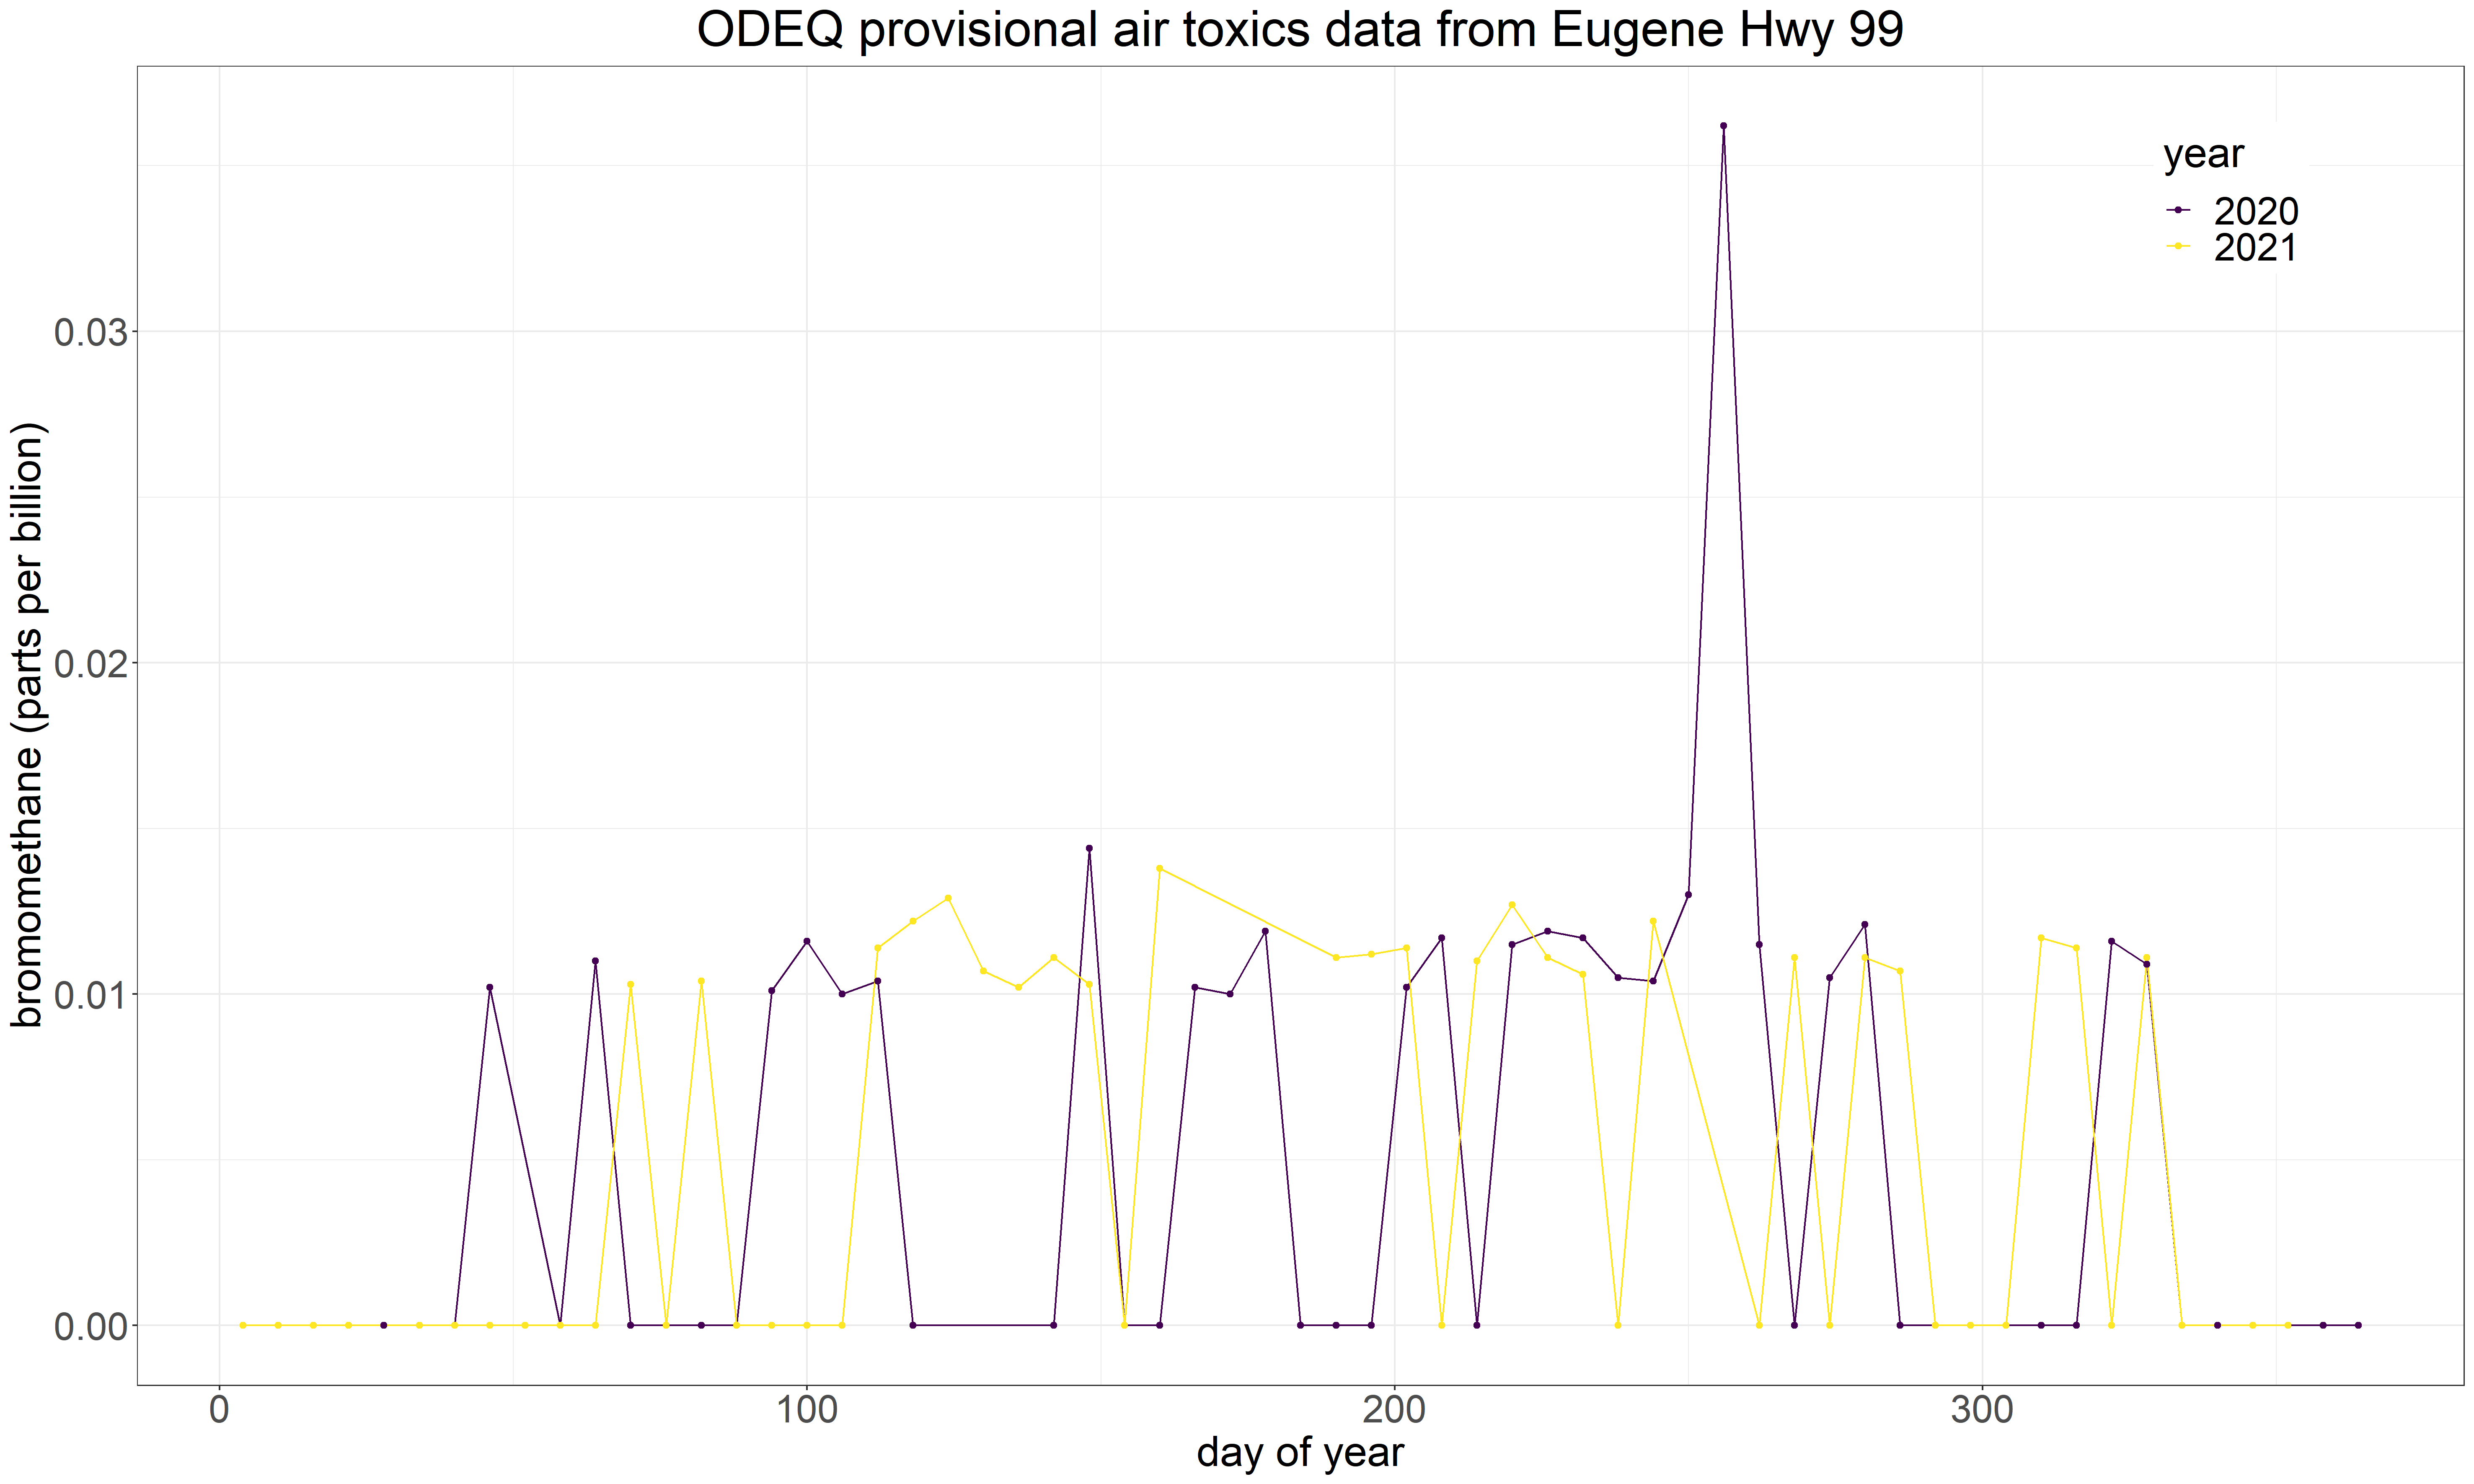 ODEQ provisional air toxics data from Eugene Hwy 99
year
2020
2021
0.03
0.02
0.01
0.00
bromomethane (parts per billion)
0 100 200 300
day of year